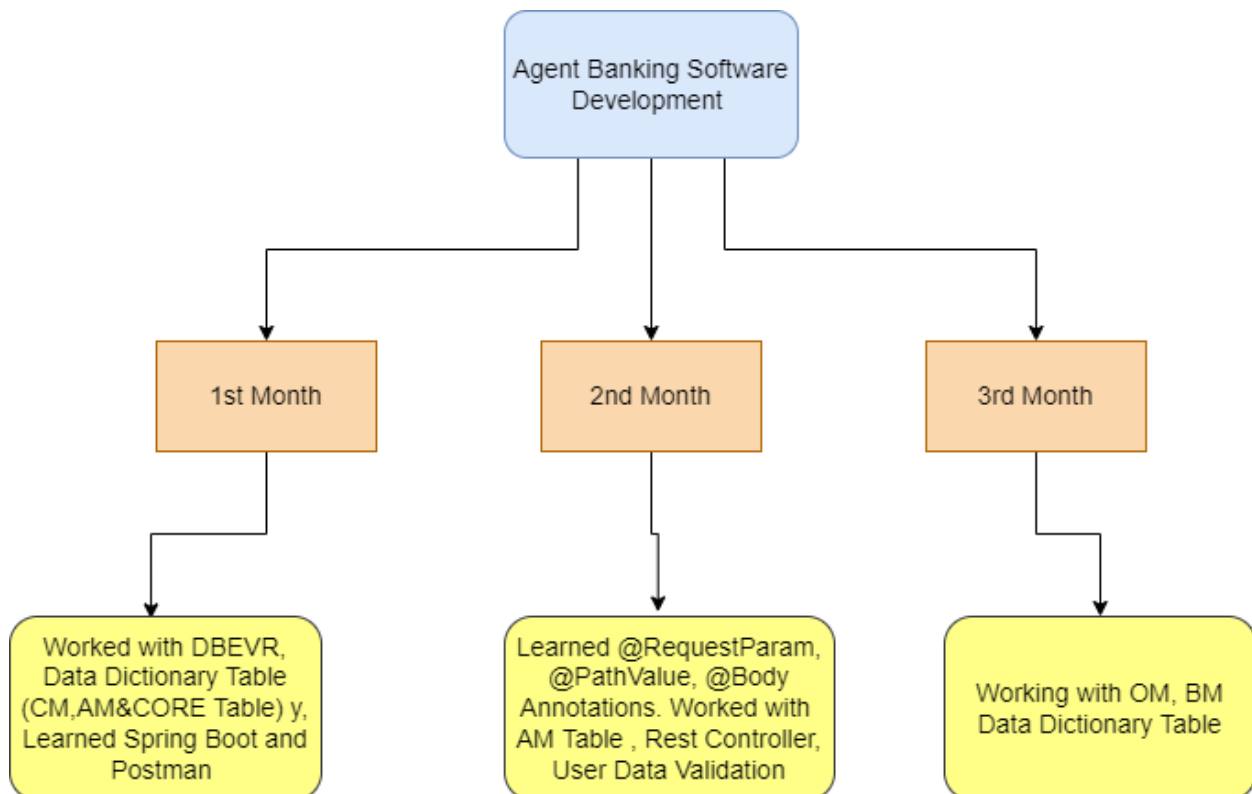 Agent Banking Software
Development
1st Month
2nd Month
3rd Month
Worked with DBEVR,
Data Dictionary Table
(CM,AM&CORE Table) y,
Learned Spring Boot and
Postman
Learned @RequestParam,
@PathValue, @Body
Annotations. Worked with
AM Table , Rest Controller,
User Data Validation
Working with OM, BM
Data Dictionary Table